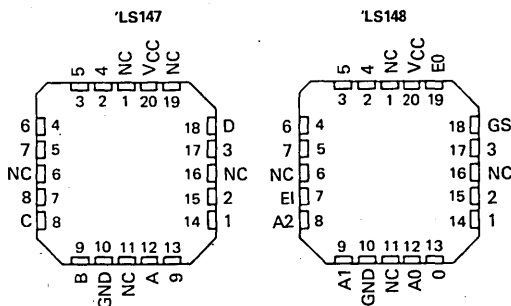 'LS147
5 4 NC VCC NC
3 2 1 20 19
6 4 18 D
7 5 17 3
NC 6 16 NC
8 7 15 2
C 8 14 1
9 10 11 12 13
B GND NC A 9
'LS148
5 4 NC VCC E0
3 2 1 20 19
6 4 18 GS
7 5 17 3
NC 6 16 NC
EI 7 15 2
A2 8 14 1
9 10 11 12 13
A1 GND NC A0 0